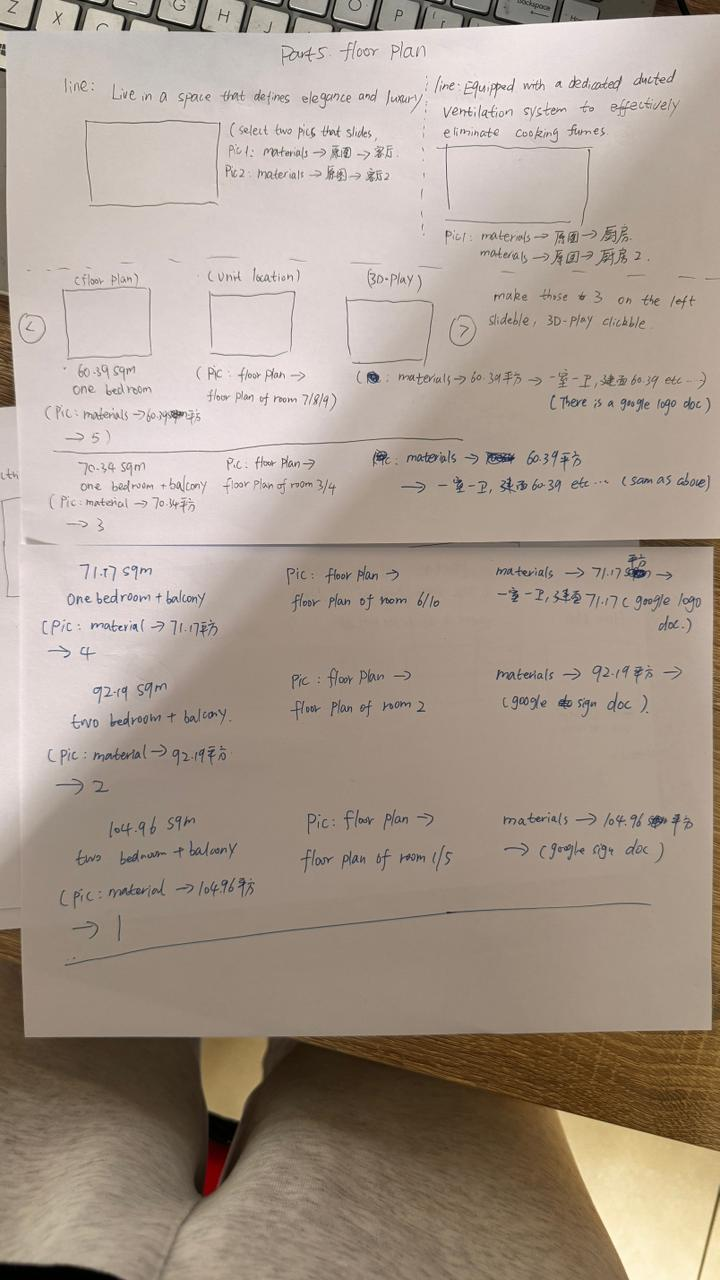 Part 5. floor plan
line: Live in a space that defines elegance and luxury
(select two pics that slides,
Pic1: materials → 原图 → 客厅.
Pic2: materials → 原图 → 客厅2
line: Equipped with a dedicated ducted
ventilation system to effectively
eliminate cooking fumes.
Pic1: materials → 原图 → 厨房.
materials → 原图 → 厨房 2.
(floor plan)
(unit location)
(3D-Play)
<
>
make those 3 on the left
slideble, 3D-play clickble.
60.39 sqm
one bedroom
(Pic: materials → 60.39平方
→ 5)
(Pic: floor plan →
floor plan of room 7/8/9)
(: materials → 60.39平方 → 一室一卫, 建面60.39 etc...)
(There is a google logo doc)
70.34 sqm
one bedroom + balcony
(Pic: material → 70.34平方
→ 3
Pic: floor Plan →
floor Plan of room 3/4
: materials → 60.39平方
→ 一室一卫, 建面60.39 etc... (sam as above)
71.17 sqm
one bedroom + balcony
(Pic: material → 71.17平方
→ 4
Pic: floor plan →
floor plan of room 6/10
materials → 71.17平方 →
一室一卫, 建面71.17 (google logo
doc.)
92.19 sqm
two bedroom + balcony.
(Pic: material → 92.19平方
→ 2
Pic: floor Plan →
floor Plan of room 2
materials → 92.19平方 →
(google sign doc).
104.96 sqm
two bedroom + balcony
(Pic: material → 104.96平方
→ 1
Pic: floor plan →
floor plan of room 1/5
materials → 104.96平方
→ (google sign doc)
Z
X
C
G
H
J
O
P
Backspace